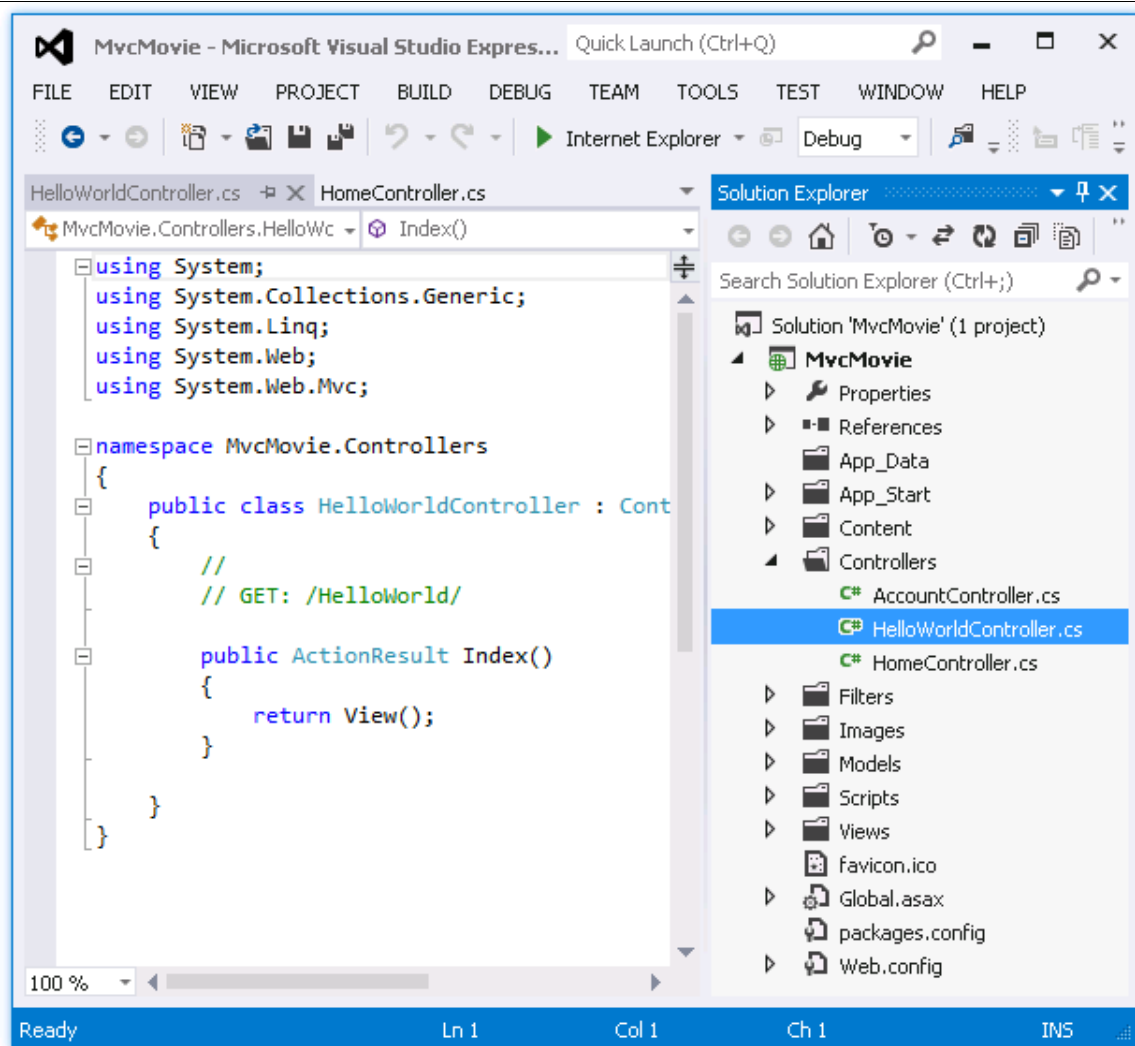 MvcMovie - Microsoft Visual Studio Expres... Quick Launch (Ctrl+Q)
FILE EDIT VIEW PROJECT BUILD DEBUG TEAM TOOLS TEST WINDOW HELP
Internet Explorer Debug
HelloWorldController.cs HomeController.cs
MvcMovie.Controllers.HelloWc Index()
using System;
using System.Collections.Generic;
using System.Linq;
using System.Web;
using System.Web.Mvc;
namespace MvcMovie.Controllers
{
public class HelloWorldController : Cont
{
//
// GET: /HelloWorld/
public ActionResult Index()
{
return View();
}
}
}
100 %
Solution Explorer
Search Solution Explorer (Ctrl+;)
Solution 'MvcMovie' (1 project)
MvcMovie
Properties
References
App_Data
App_Start
Content
Controllers
C# AccountController.cs
C# HelloWorldController.cs
C# HomeController.cs
Filters
Images
Models
Scripts
Views
favicon.ico
Global.asax
packages.config
Web.config
Ready Ln 1 Col 1 Ch 1 INS